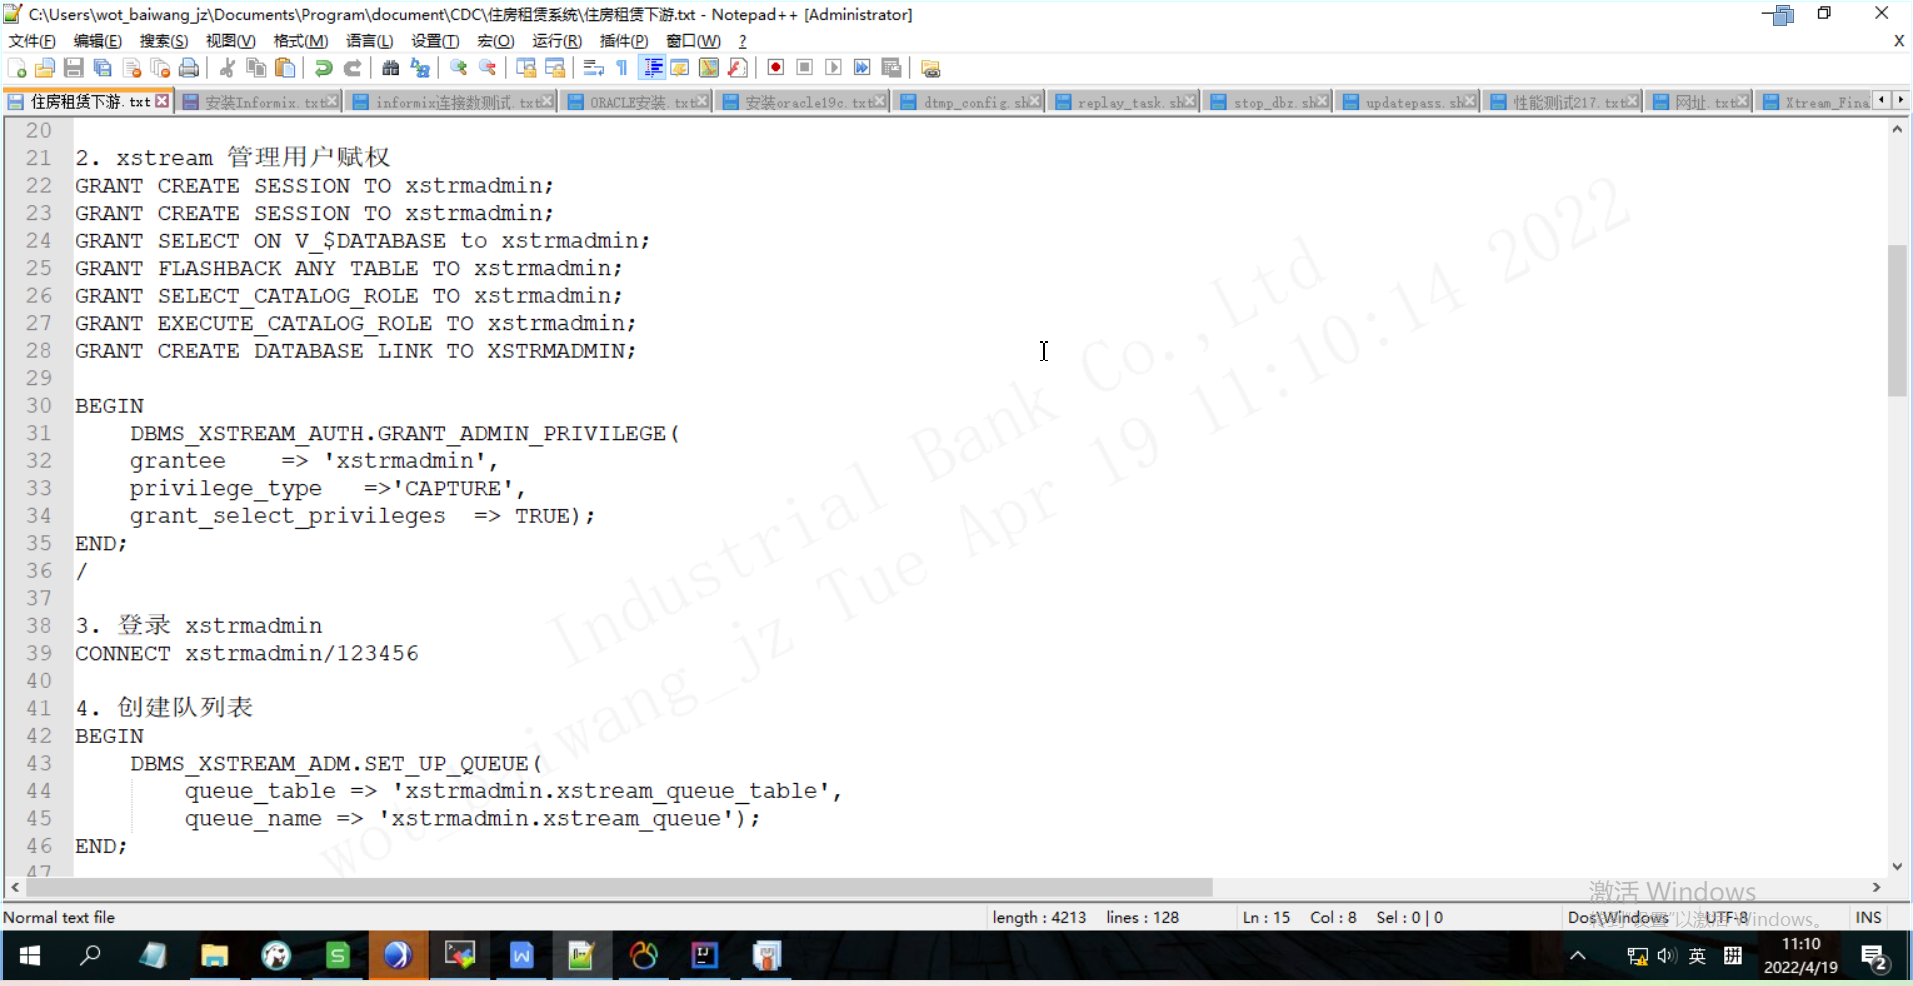 C:\Users\wot_baiwang_jz\Documents\Program\document\CDC\住房租赁系统\住房租赁下游.txt - Notepad++ [Administrator]
文件(F) 编辑(E) 搜索(S) 视图(V) 格式(M) 语言(L) 设置(T) 宏(O) 运行(R) 插件(P) 窗口(W) ? X
住房租赁下游.txt 安装Informix.txt informix连接数测试.txt ORACLE安装.txt 安装oracle19c.txt dtmp_config.sh replay_task.sh stop_dbz.sh updatepass.sh 性能测试217.txt 网址.txt Xtream_Fina
20
21 2. xstream 管理用户赋权
22 GRANT CREATE SESSION TO xstrmadmin;
23 GRANT CREATE SESSION TO xstrmadmin;
24 GRANT SELECT ON V_$DATABASE to xstrmadmin;
25 GRANT FLASHBACK ANY TABLE TO xstrmadmin;
26 GRANT SELECT_CATALOG_ROLE TO xstrmadmin;
27 GRANT EXECUTE_CATALOG_ROLE TO xstrmadmin;
28 GRANT CREATE DATABASE LINK TO XSTRMADMIN;
29
30 BEGIN
31 DBMS_XSTREAM_AUTH.GRANT_ADMIN_PRIVILEGE(
32 grantee => 'xstrmadmin',
33 privilege_type =>'CAPTURE',
34 grant_select_privileges => TRUE);
35 END;
36 /
37
38 3. 登录 xstrmadmin
39 CONNECT xstrmadmin/123456
40
41 4. 创建队列表
42 BEGIN
43 DBMS_XSTREAM_ADM.SET_UP_QUEUE(
44 queue_table => 'xstrmadmin.xstream_queue_table',
45 queue_name => 'xstrmadmin.xstream_queue');
46 END;
47
Industrial Bank Co.,Ltd
wot_baiwang_jz Tue Apr 19 11:10:14 2022
激活 Windows
转到"设置"以激活 Windows。
Normal text file length : 4213 lines : 128 Ln : 15 Col : 8 Sel : 0 | 0 Dos\Windows UTF-8 INS
英 拼 11:10
2022/4/19
2